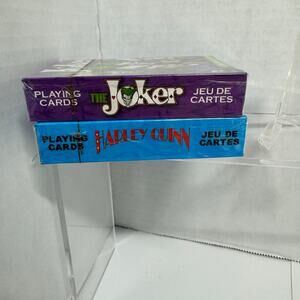 PLAYING CARDS THE JOKER JEU DE CARTES
PLAYING CARDS HARLEY QUINN JEU DE CARTES